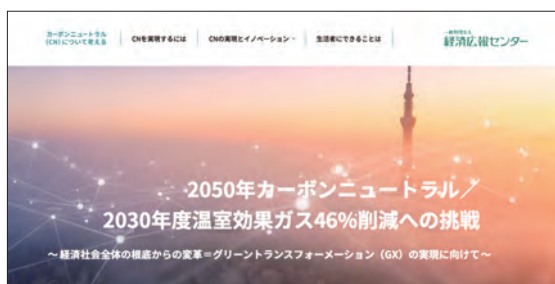 カーボンニュートラル
(CN)について考える
CNを実現するには
CNの実現とイノベーション
生活者にできることは
一般財団法人
経済広報センター
2050年カーボンニュートラル／
2030年度温室効果ガス46%削減への挑戦
～経済社会全体の根底からの変革＝グリーントランスフォーメーション（GX）の実現に向けて～